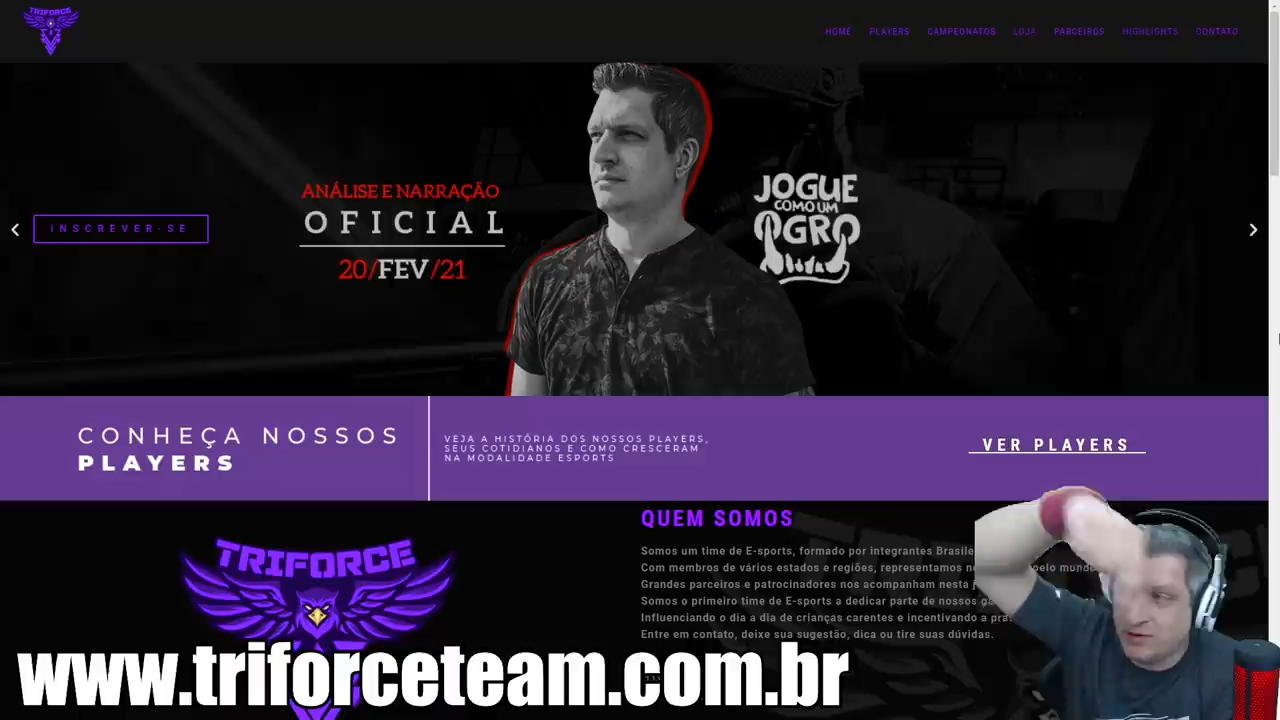 TRIFORCE
HOME PLAYERS CAMPEONATOS LOJA PARCEIROS HIGHLIGHTS CONTATO
INSCREVER-SE
ANÁLISE E NARRAÇÃO
OFICIAL
20/FEV/21
JOGUE
COMO UM
OGRO
CONHEÇA NOSSOS
PLAYERS
VEJA A HISTÓRIA DOS NOSSOS PLAYERS,
SEUS COTIDIANOS E COMO CRESCERAM
NA MODALIDADE ESPORTS
VER PLAYERS
TRIFORCE
QUEM SOMOS
Somos um time de E-sports, formado por integrantes
Com membros de vários estados e regiões, representamos pelo
Grandes parceiros e patrocinadores nos acompanham nesta
Somos o primeiro time de E-sports a dedicar parte de nossos
Influenciando o dia a dia de crianças carentes e incentivando a
Entre em contato, deixe sua sugestão, dica ou tire suas dúvidas.
www.triforceteam.com.br